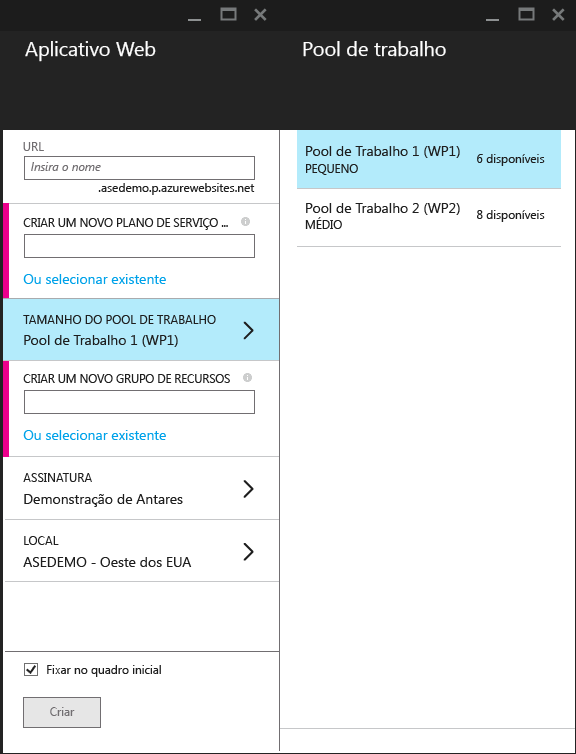 Aplicativo Web
URL
Insira o nome
.asedemo.p.azurewebsites.net
CRIAR UM NOVO PLANO DE SERVIÇO ...
Ou selecionar existente
TAMANHO DO POOL DE TRABALHO
Pool de Trabalho 1 (WP1)
CRIAR UM NOVO GRUPO DE RECURSOS
Ou selecionar existente
ASSINATURA
Demonstração de Antares
LOCAL
ASEDEMO - Oeste dos EUA
Fixar no quadro inicial
Criar
Pool de trabalho
Pool de Trabalho 1 (WP1)
PEQUENO
6 disponíveis
Pool de Trabalho 2 (WP2)
MÉDIO
8 disponíveis